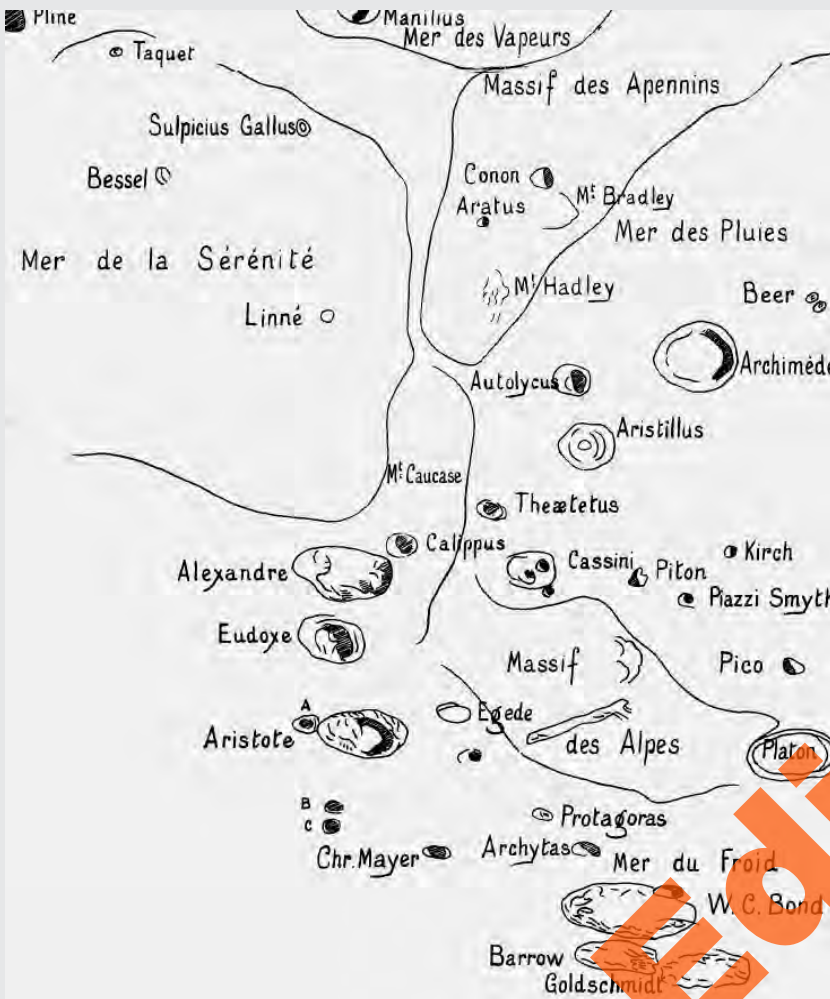 Pline
Manilius
Mer des Vapeurs
Taquet
Massif des Apennins
Sulpicius Gallus
Bessel
Conon
Mt Bradley
Aratus
Mer des Pluies
Mer de la Sérénité
Mt Hadley
Beer
Linné
Archiméde
Autolycus
Aristillus
Mt Caucase
Theætetus
Calippus
Cassini
Kirch
Alexandre
Piton
Piazzi Smyth
Eudoxe
Massif
Pico
A
Egede
Aristote
des Alpes
Platon
B
Protagoras
C
Chr. Mayer
Archytas
Mer du Froid
W. C. Bond
Barrow
Goldschmidt
Edi